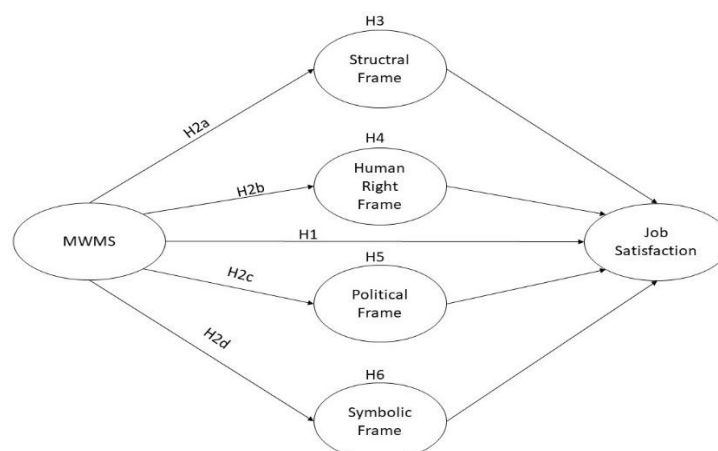 H3
Structral
Frame
H2a
H4
Human
Right
Frame
H2b
MWMS
H1
Job
Satisfaction
H5
H2c
Political
Frame
H2d
H6
Symbolic
Frame